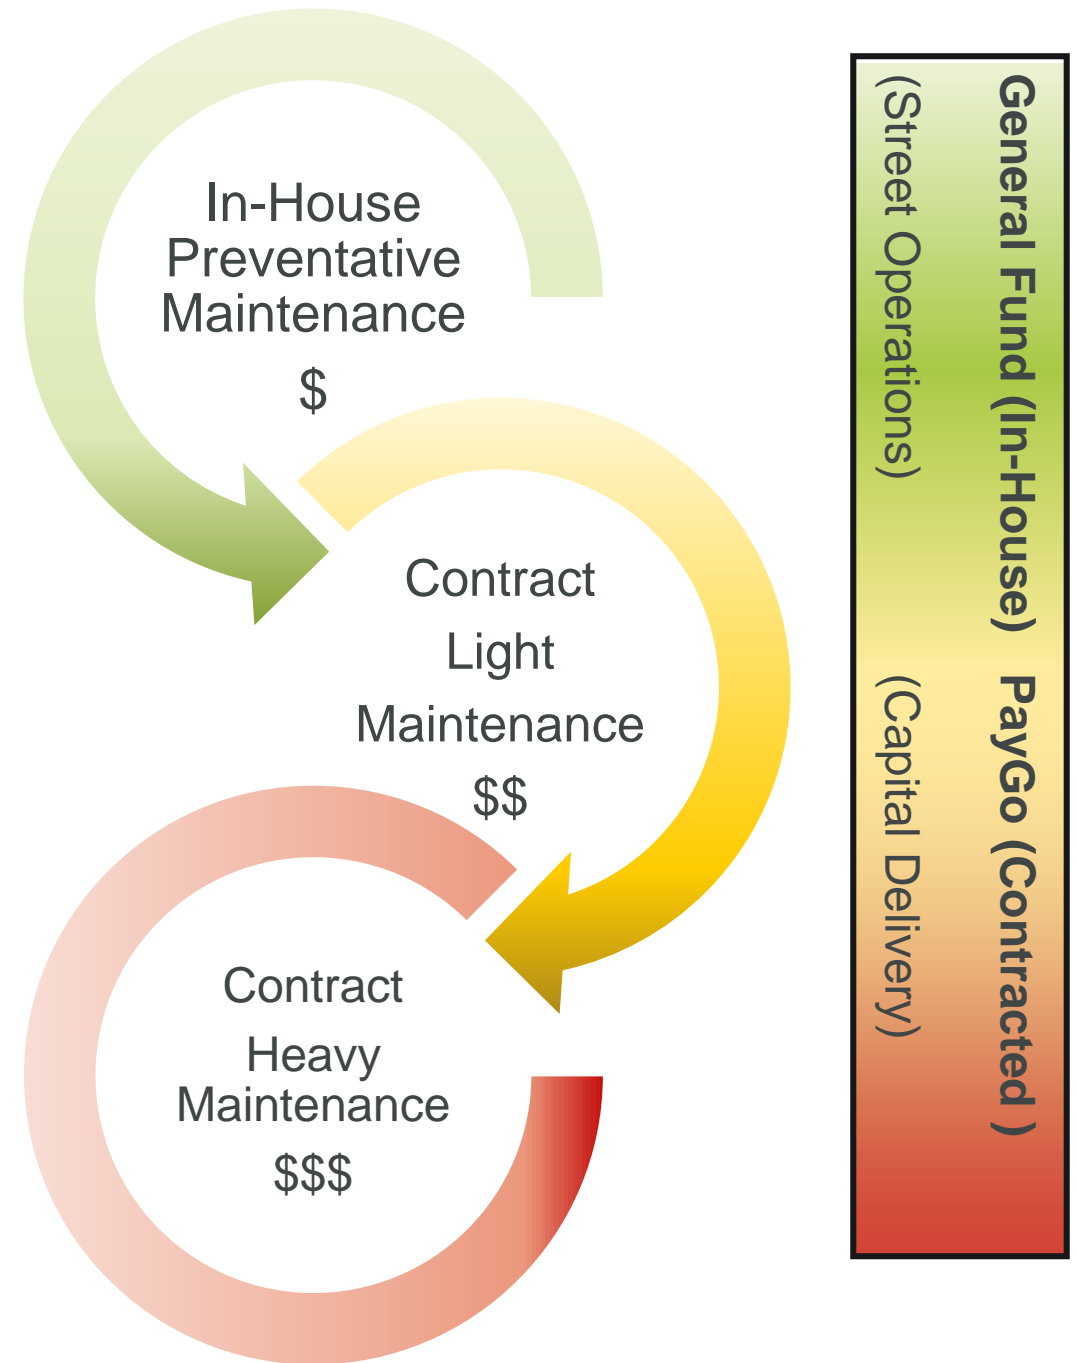 In-House
Preventative
Maintenance
$
Contract
Light
Maintenance
$$
Contract
Heavy
Maintenance
$$$
General Fund (In-House) PayGo (Contracted )
(Street Operations) (Capital Delivery)